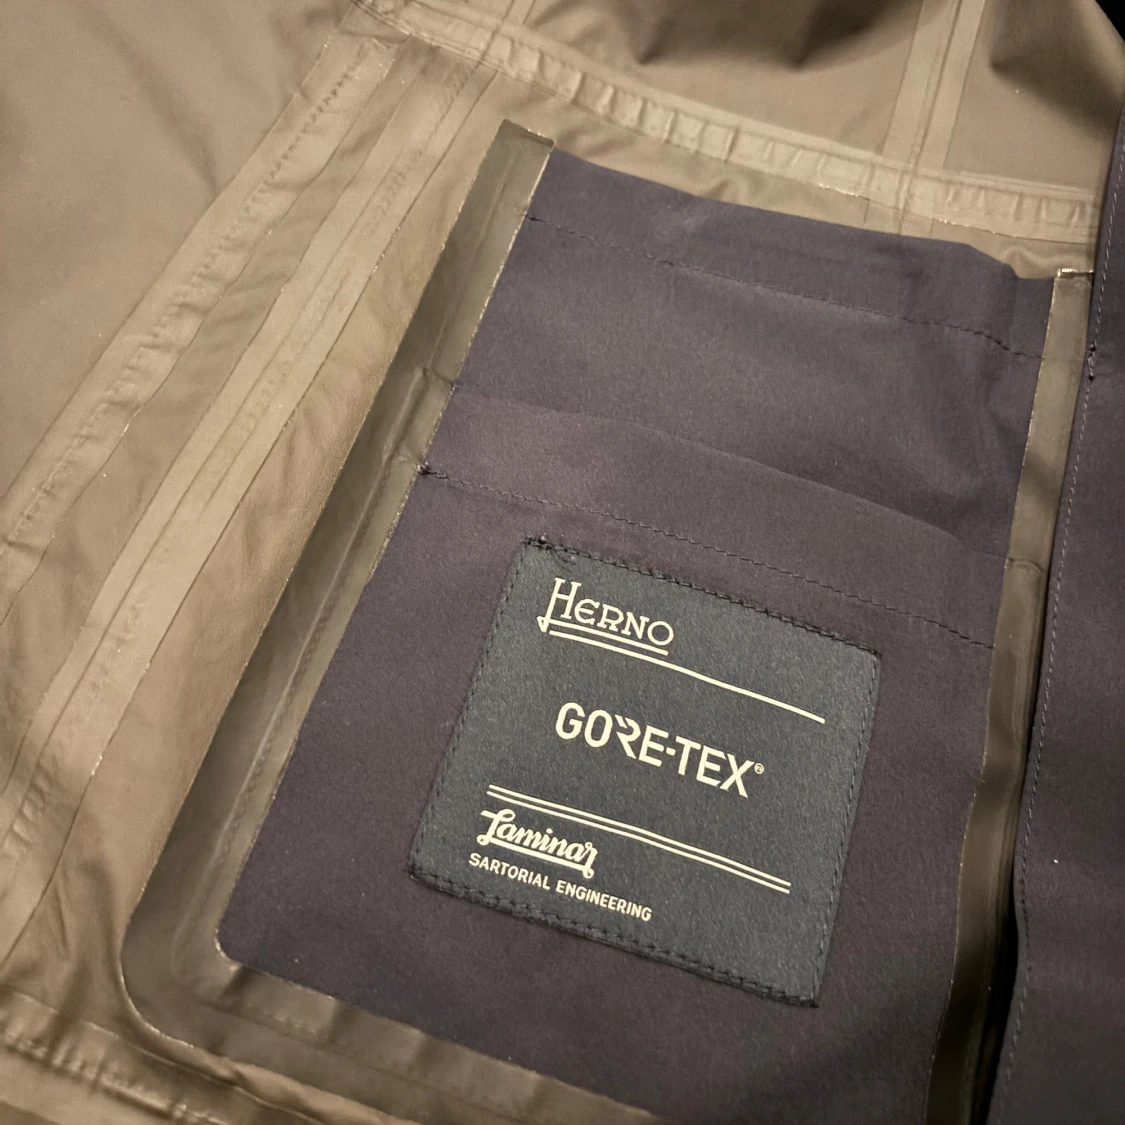 HERNO
GORE-TEX®
Laminar
SARTORIAL ENGINEERING